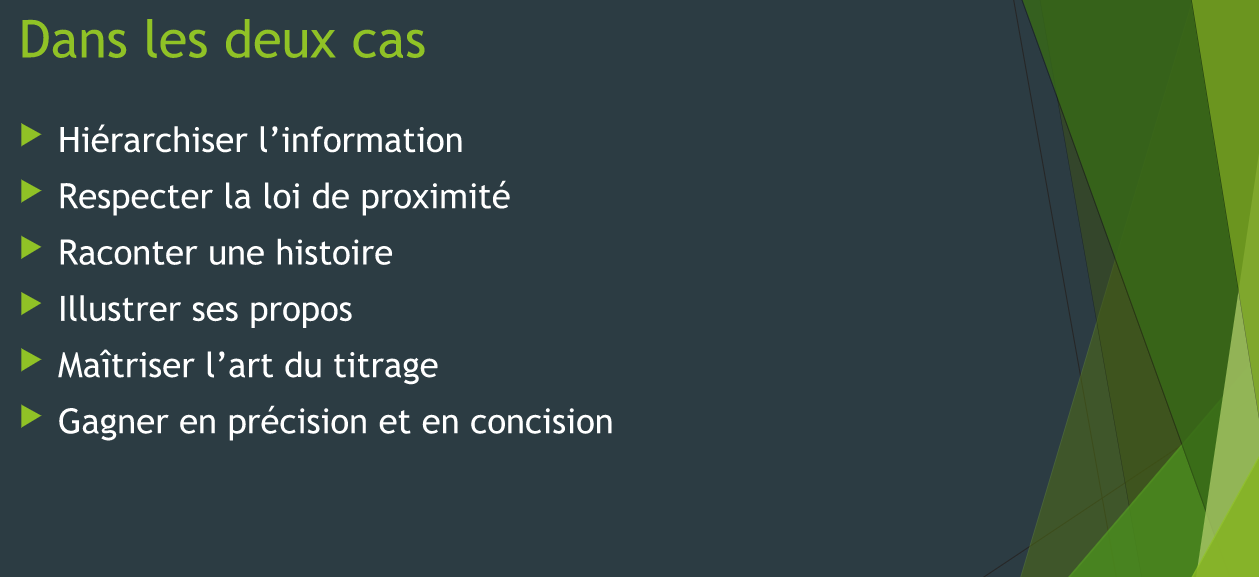 Dans les deux cas
Hiérarchiser l’information
Respecter la loi de proximité
Raconter une histoire
Illustrer ses propos
Maîtriser l’art du titrage
Gagner en précision et en concision